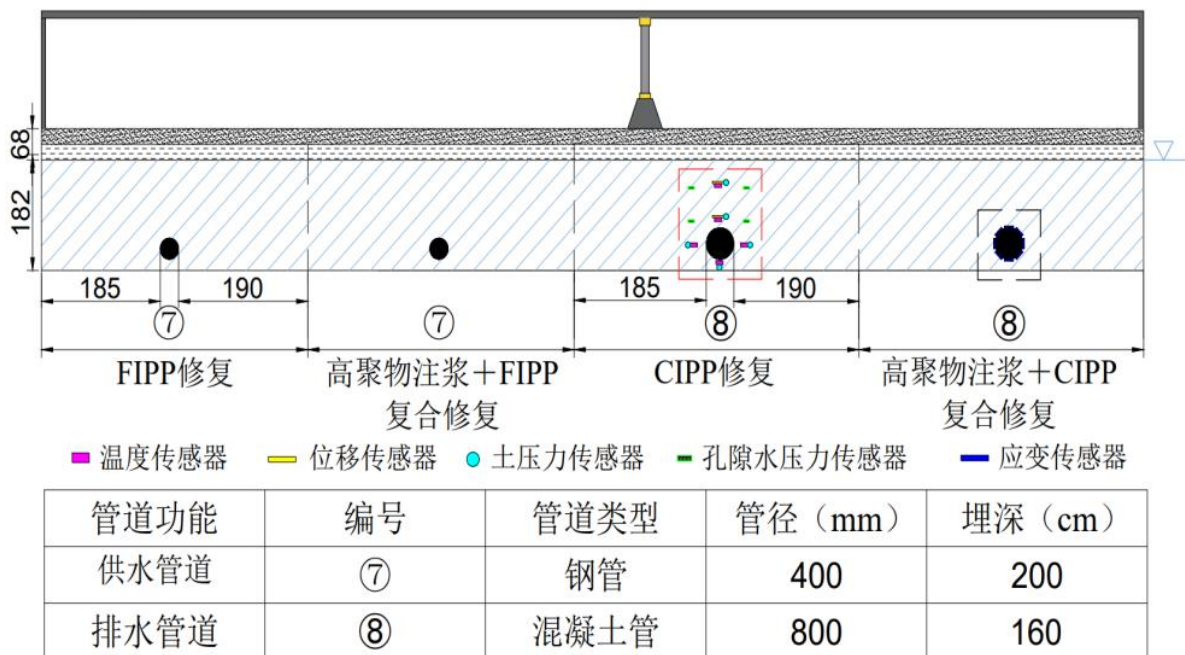 68
182
185
190
185
190
⑦
⑦
⑧
⑧
FIPP修复
高聚物注浆+FIPP
复合修复
CIPP修复
高聚物注浆+CIPP
复合修复
温度传感器
位移传感器
土压力传感器
孔隙水压力传感器
应变传感器
管道功能 编号 管道类型 管径（mm） 埋深（cm）
供水管道 ⑦ 钢管 400 200
排水管道 ⑧ 混凝土管 800 160